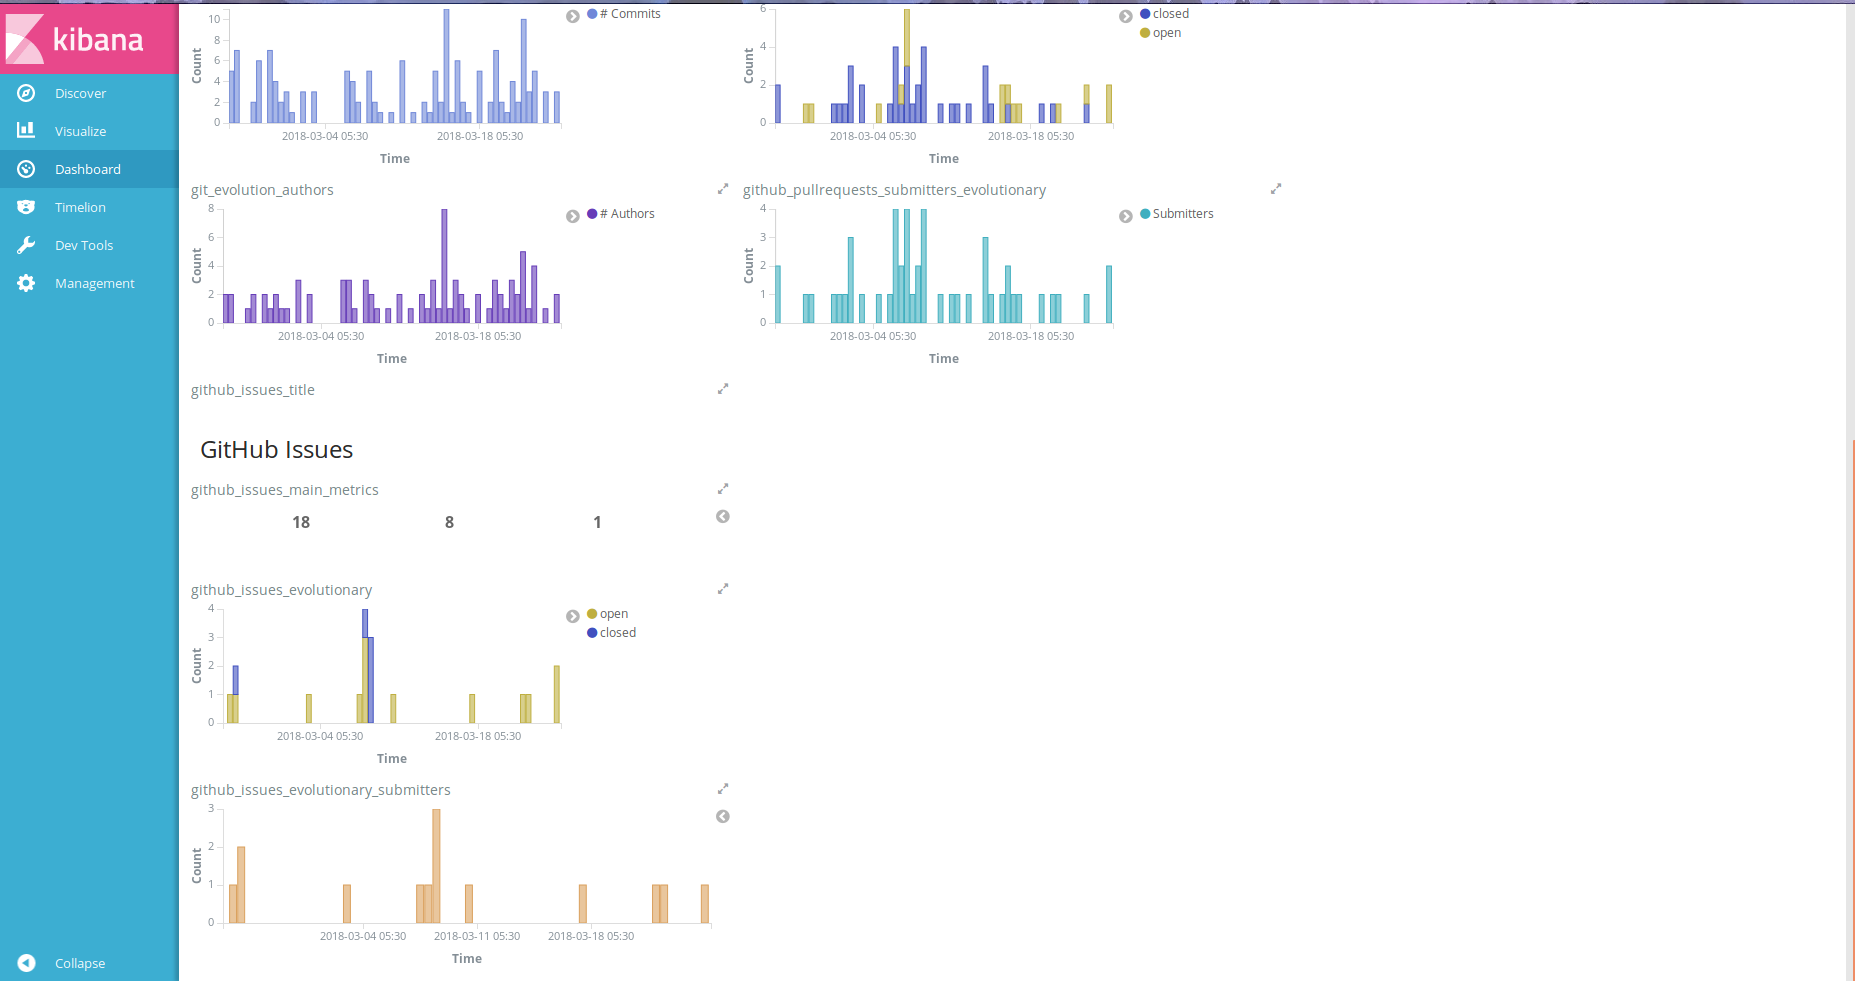 kibana
Discover
Visualize
Dashboard
Timelion
Dev Tools
Management
Collapse
10
8
6
4
2
0
Count
2018-03-04 05:30 2018-03-18 05:30
Time
# Commits
6
4
2
0
Count
2018-03-04 05:30 2018-03-18 05:30
Time
closed
open
git_evolution_authors
8
6
4
2
0
Count
2018-03-04 05:30 2018-03-18 05:30
Time
# Authors
github_pullrequests_submitters_evolutionary
4
3
2
1
0
Count
2018-03-04 05:30 2018-03-18 05:30
Time
Submitters
github_issues_title
GitHub Issues
github_issues_main_metrics
18 8 1
github_issues_evolutionary
4
3
2
1
0
Count
2018-03-04 05:30 2018-03-18 05:30
Time
open
closed
github_issues_evolutionary_submitters
3
2
1
0
Count
2018-03-04 05:30 2018-03-11 05:30 2018-03-18 05:30
Time